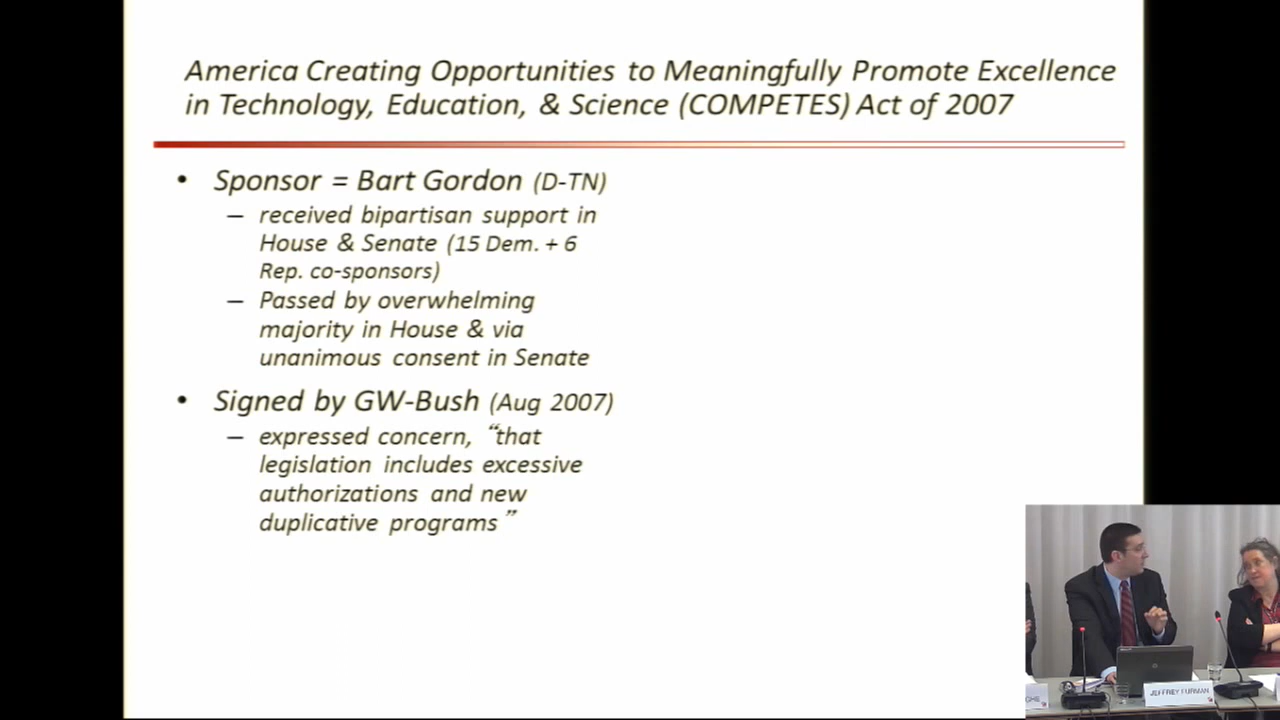 America Creating Opportunities to Meaningfully Promote Excellence
in Technology, Education, & Science (COMPETES) Act of 2007
• Sponsor = Bart Gordon (D-TN)
– received bipartisan support in
House & Senate (15 Dem. + 6
Rep. co-sponsors)
– Passed by overwhelming
majority in House & via
unanimous consent in Senate
• Signed by GW-Bush (Aug 2007)
– expressed concern, “that
legislation includes excessive
authorizations and new
duplicative programs”
JEFFREY FURMAN